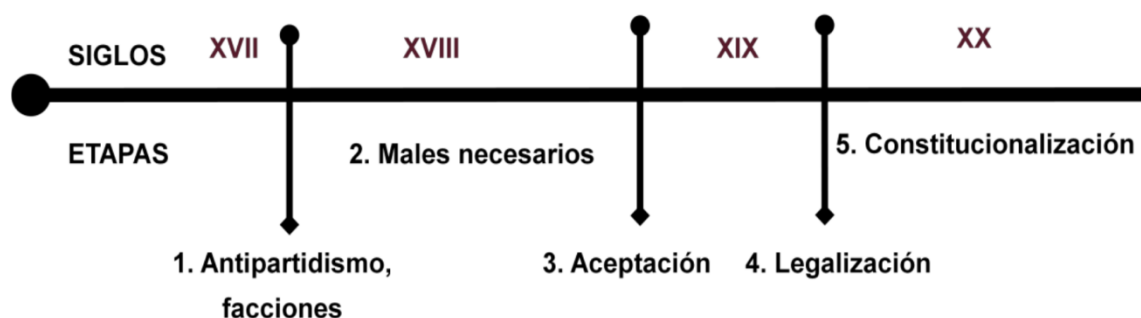 SIGLOS XVII XVIII XIX XX
ETAPAS 2. Males necesarios 5. Constitucionalización
1. Antipartidismo, 3. Aceptación 4. Legalización
facciones